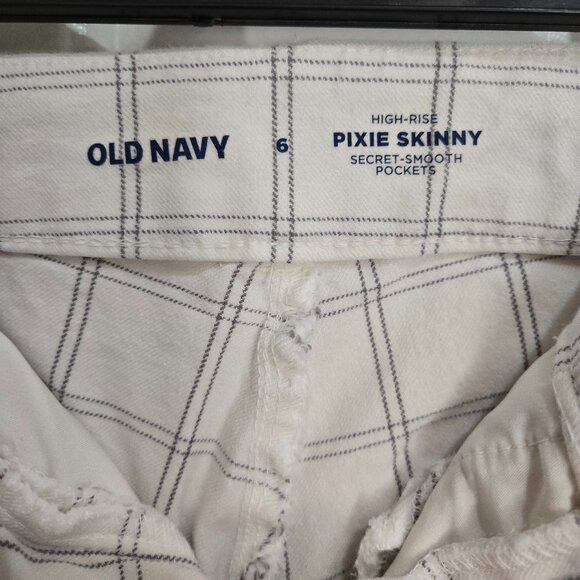 OLD NAVY
6
HIGH-RISE
PIXIE SKINNY
SECRET-SMOOTH
POCKETS